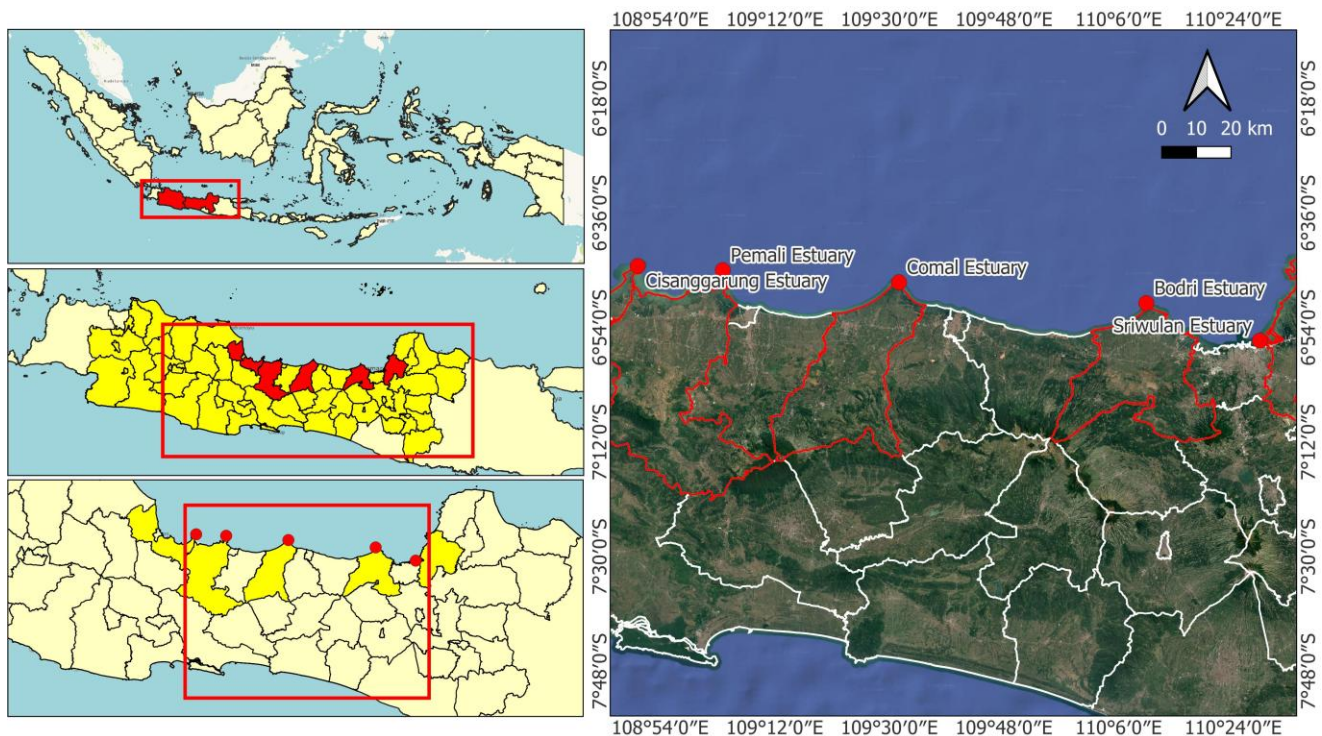 108°54′0″E 109°12′0″E 109°30′0″E 109°48′0″E 110°6′0″E 110°24′0″E
6°18′0″S
6°36′0″S
6°54′0″S
7°12′0″S
7°30′0″S
7°48′0″S
0 10 20 km
Pemali Estuary
Cisanggarung Estuary
Comal Estuary
Bodri Estuary
Sriwulan Estuary
6°18′0″S
6°36′0″S
6°54′0″S
7°12′0″S
7°30′0″S
7°48′0″S
108°54′0″E 109°12′0″E 109°30′0″E 109°48′0″E 110°6′0″E 110°24′0″E